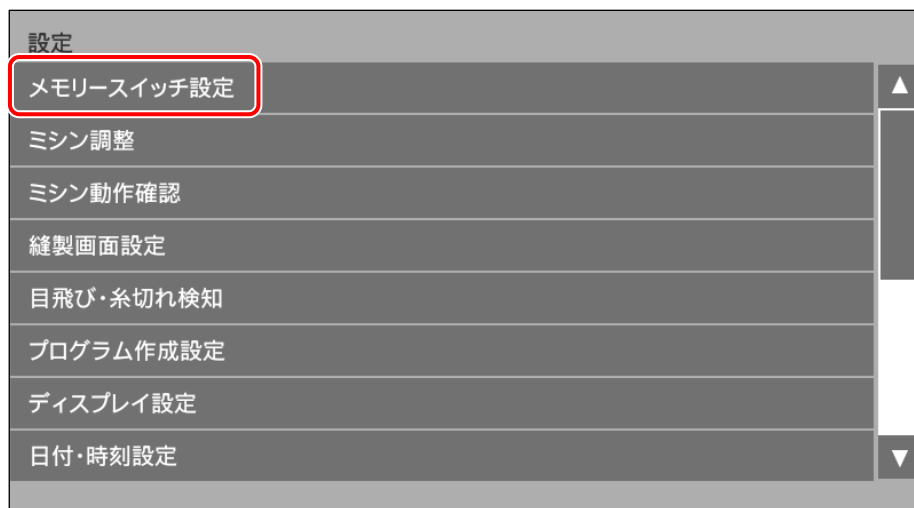 設定
メモリースイッチ設定
ミシン調整
ミシン動作確認
縫製画面設定
目飛び・糸切れ検知
プログラム作成設定
ディスプレイ設定
日付・時刻設定